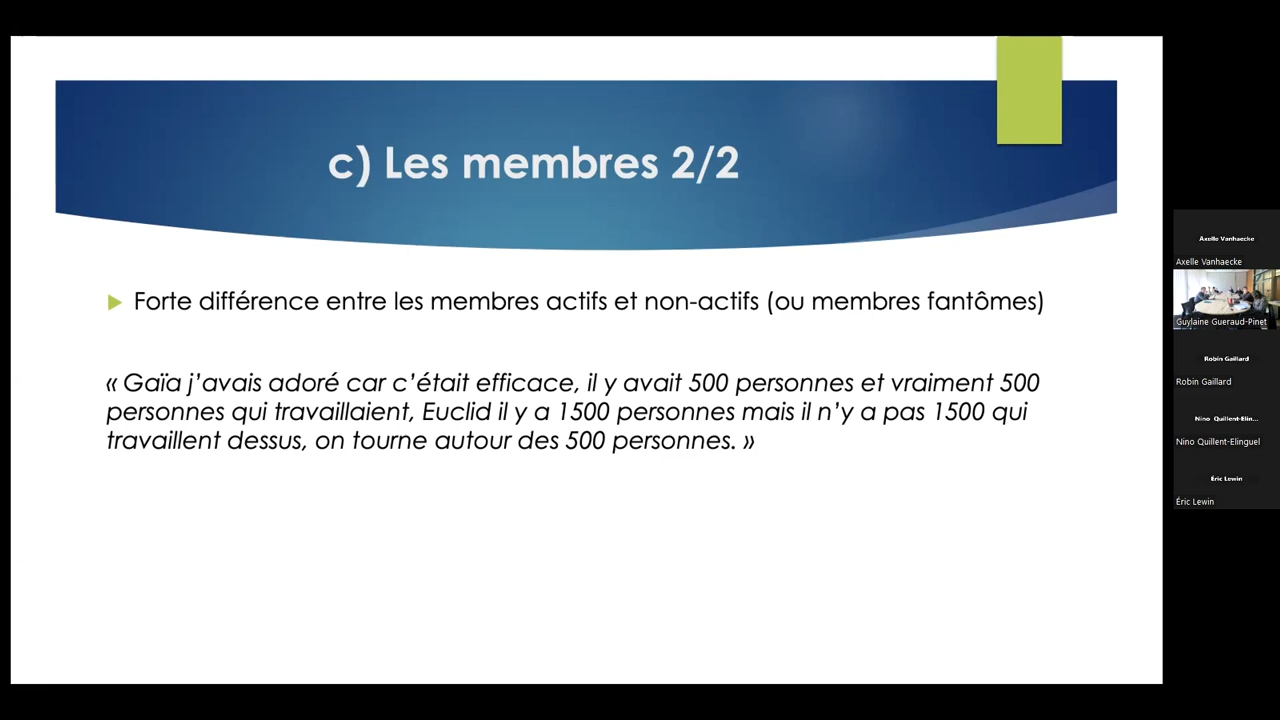 c) Les membres 2/2
Forte différence entre les membres actifs et non-actifs (ou membres fantômes)
« Gaïa j'avais adoré car c'était efficace, il y avait 500 personnes et vraiment 500
personnes qui travaillaient, Euclid il y a 1500 personnes mais il n'y a pas 1500 qui
travaillent dessus, on tourne autour des 500 personnes. »
Axelle Vanhaecke
Axelle Vanhaecke
Guylaine Gueraud-Pinet
Robin Gaillard
Robin Gaillard
Nino Quillent-Elin...
Nino Quillent-Elinguel
Éric Lewin
Éric Lewin